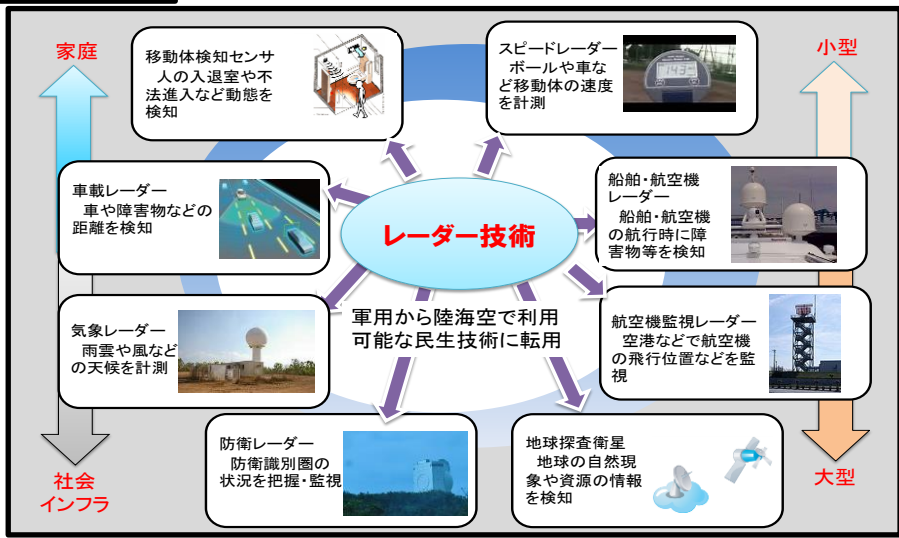 家庭
小型
移動体検知センサ
人の入退室や不
法進入など動態を
検知
スピードレーダー
ボールや車な
ど移動体の速度
を計測
車載レーダー
車や障害物などの
距離を検知
船舶・航空機
レーダー
船舶・航空機
の航行時に障
害物等を検知
レーダー技術
軍用から陸海空で利用
可能な民生技術に転用
気象レーダー
雨雲や風など
の天候を計測
航空機監視レーダー
空港などで航空機
の飛行位置などを監
視
防衛レーダー
防衛識別圏の
状況を把握・監視
地球探査衛星
地球の自然現
象や資源の情報
を検知
社会
インフラ
大型